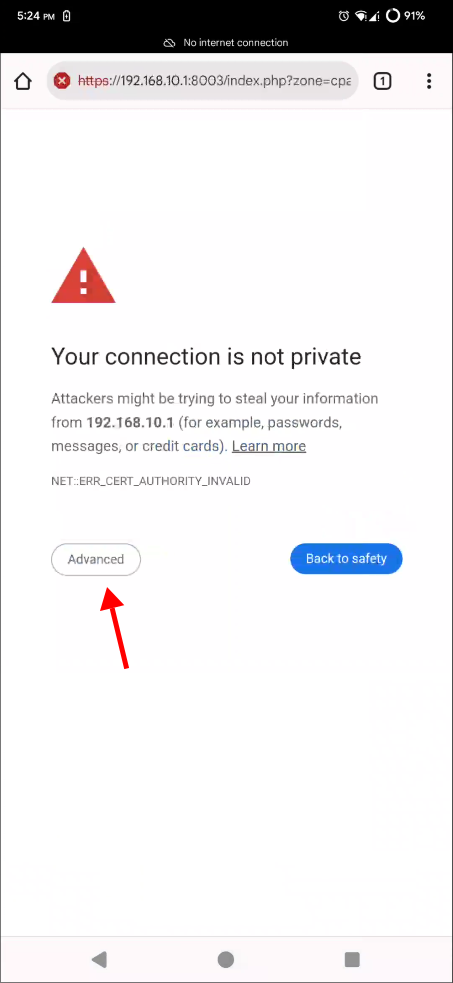 5:24 PM
91%
No internet connection
https://192.168.10.1:8003/index.php?zone=cpa
1
Your connection is not private
Attackers might be trying to steal your information
from 192.168.10.1 (for example, passwords,
messages, or credit cards). Learn more
NET::ERR_CERT_AUTHORITY_INVALID
Advanced
Back to safety